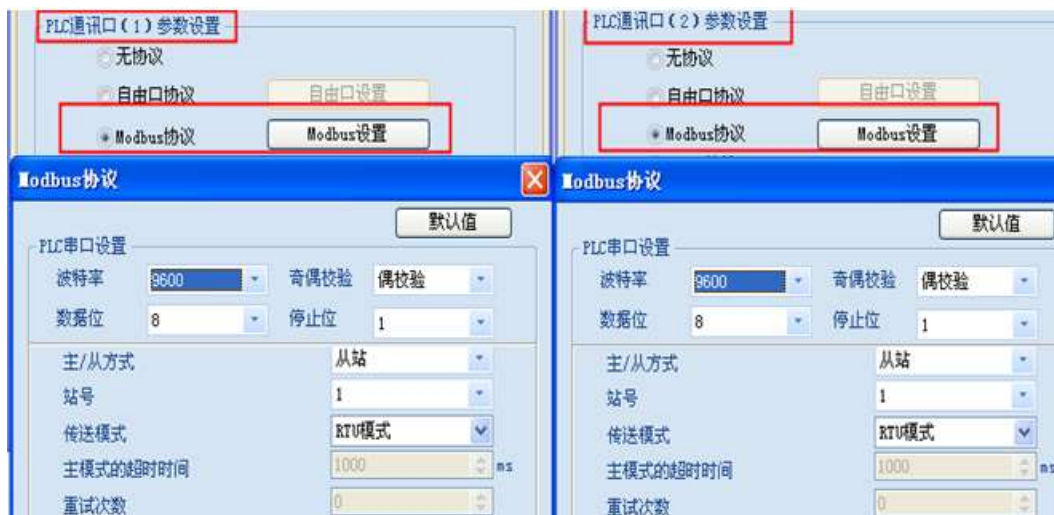 PLC通讯口(1)参数设置
无协议
自由口协议 自由口设置
Modbus协议 Modbus设置
Modbus协议
默认值
PLC串口设置
波特率 9600 奇偶校验 偶校验
数据位 8 停止位 1
主/从方式 从站
站号 1
传送模式 RTU模式
主模式的超时时间 1000 ms
重试次数 0
PLC通讯口(2)参数设置
无协议
自由口协议 自由口设置
Modbus协议 Modbus设置
Modbus协议
默认值
PLC串口设置
波特率 9600 奇偶校验 偶校验
数据位 8 停止位 1
主/从方式 从站
站号 1
传送模式 RTU模式
主模式的超时时间 1000 ms
重试次数 0